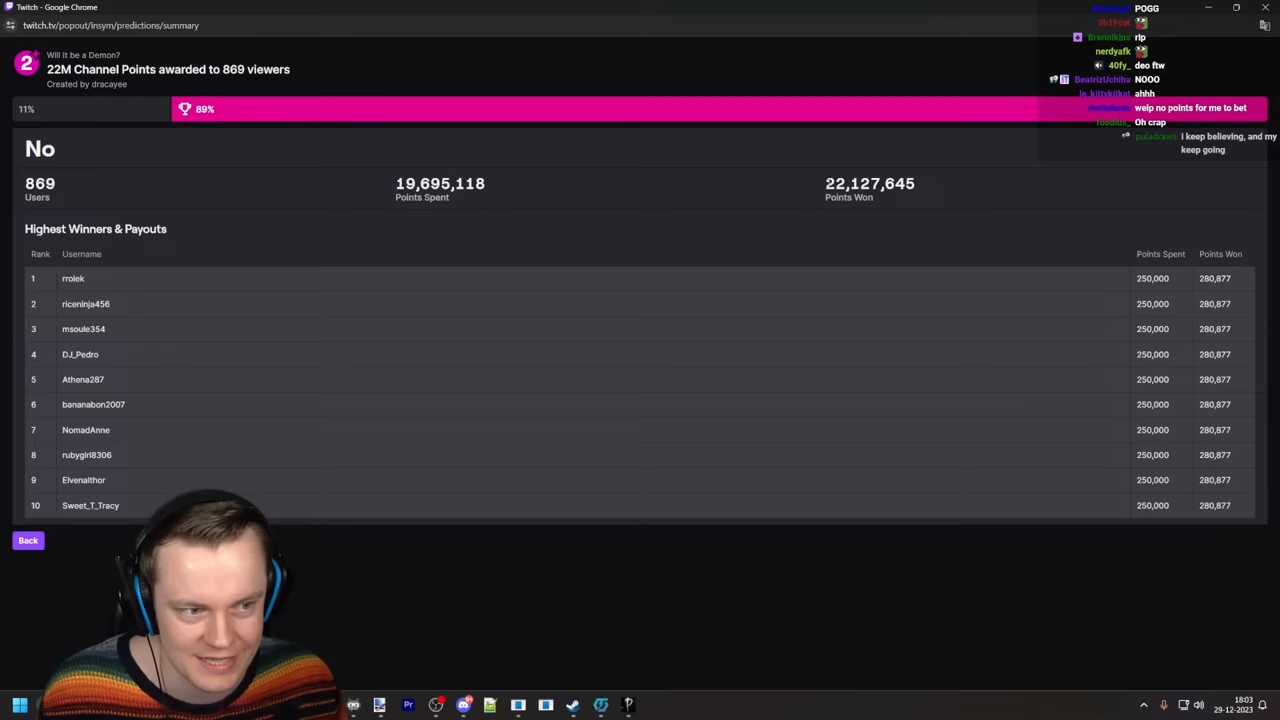 Twitch - Google Chrome
twitch.tv/popout/insym/predictions/summary
2
Will it be a Demon?
22M Channel Points awarded to 869 viewers
Created by dracayee
11%
89%
No
869
Users
19,695,118
Points Spent
22,127,645
Points Won
Highest Winners & Payouts
Rank Username Points Spent Points Won
1 rrolek 250,000 280,877
2 riceninja456 250,000 280,877
3 msoule354 250,000 280,877
4 DJ_Pedro 250,000 280,877
5 Athena287 250,000 280,877
6 bananabon2007 250,000 280,877
7 NomadAnne 250,000 280,877
8 rubygirl8306 250,000 280,877
9 Elvenalthor 250,000 280,877
10 Sweet_T_Tracy 250,000 280,877
Back
POGG
Brennikins rip
nerdyafk
40fy_ deo ftw
BeatrizUchiha NOOO
le_kittykitkat ahhh
welp no points for me to bet
Oh crap
puladraws i keep believing, and my
keep going
18:03
29-12-2023